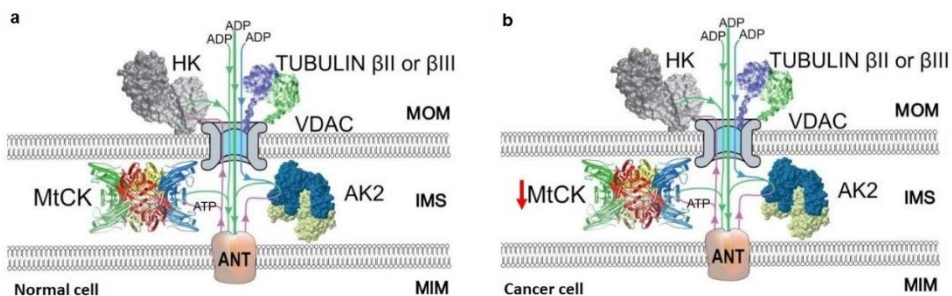 a
ADP
ADP
ADP
HK
TUBULIN βII or βIII
MOM
VDAC
MtCK
ATP
AK2
IMS
ANT
Normal cell
MIM
b
ADP
ADP
ADP
HK
TUBULIN βII or βIII
MOM
VDAC
MtCK
ATP
AK2
IMS
ANT
Cancer cell
MIM